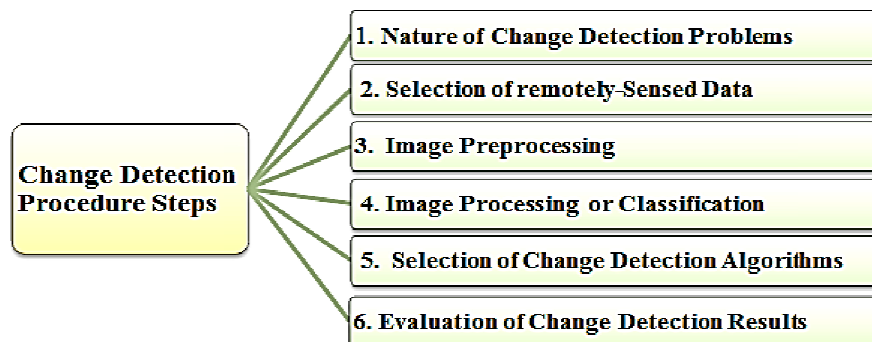 Change Detection
Procedure Steps
1. Nature of Change Detection Problems
2. Selection of remotely-Sensed Data
3. Image Preprocessing
4. Image Processing or Classification
5. Selection of Change Detection Algorithms
6. Evaluation of Change Detection Results